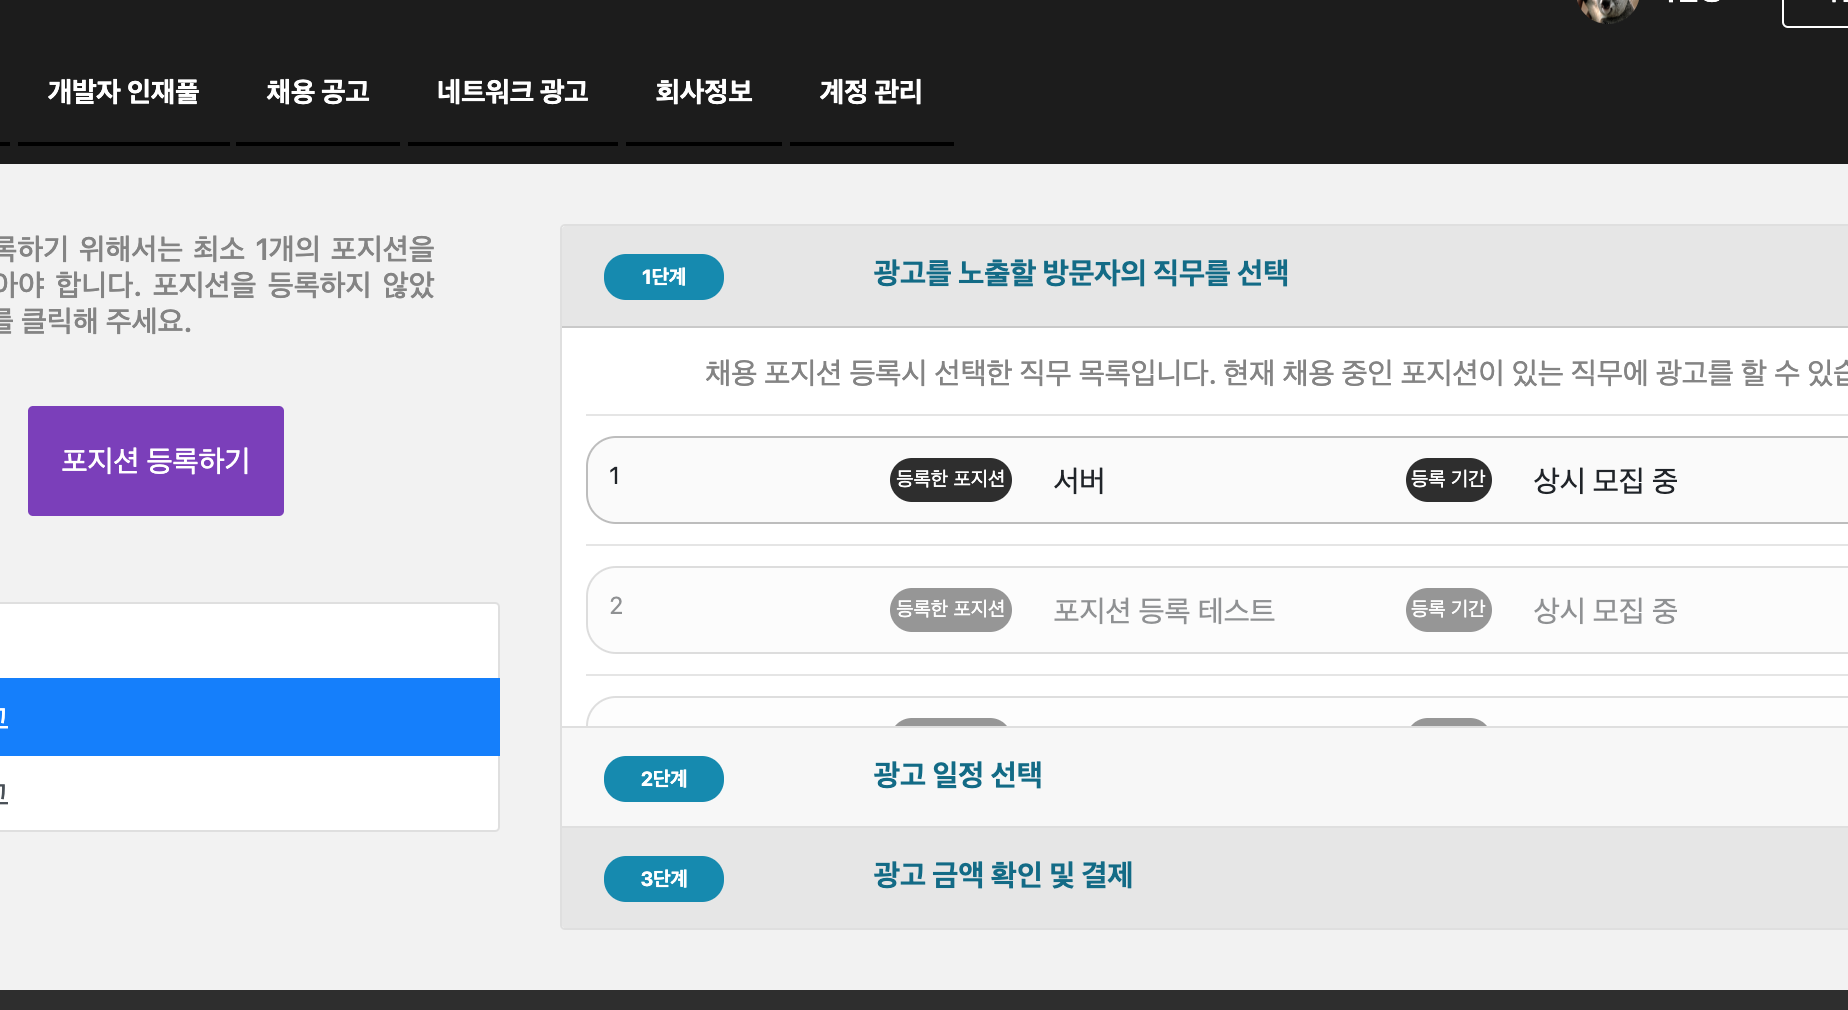 개발자 인재풀 채용 공고 네트워크 광고 회사정보 계정 관리
록하기 위해서는 최소 1개의 포지션을
아야 합니다. 포지션을 등록하지 않았
를 클릭해 주세요.
포지션 등록하기
고
고
1단계 광고를 노출할 방문자의 직무를 선택
채용 포지션 등록시 선택한 직무 목록입니다. 현재 채용 중인 포지션이 있는 직무에 광고를 할 수
1 등록한 포지션 서버 등록 기간 상시 모집 중
2 등록한 포지션 포지션 등록 테스트 등록 기간 상시 모집 중
2단계 광고 일정 선택
3단계 광고 금액 확인 및 결제